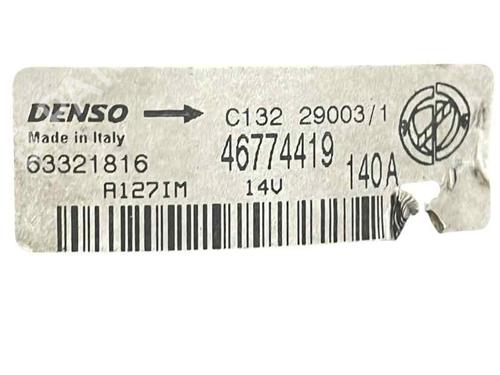 DENSO → C132 29003/1
Made in Italy
46774419
63321816
140A
A127IM
14V